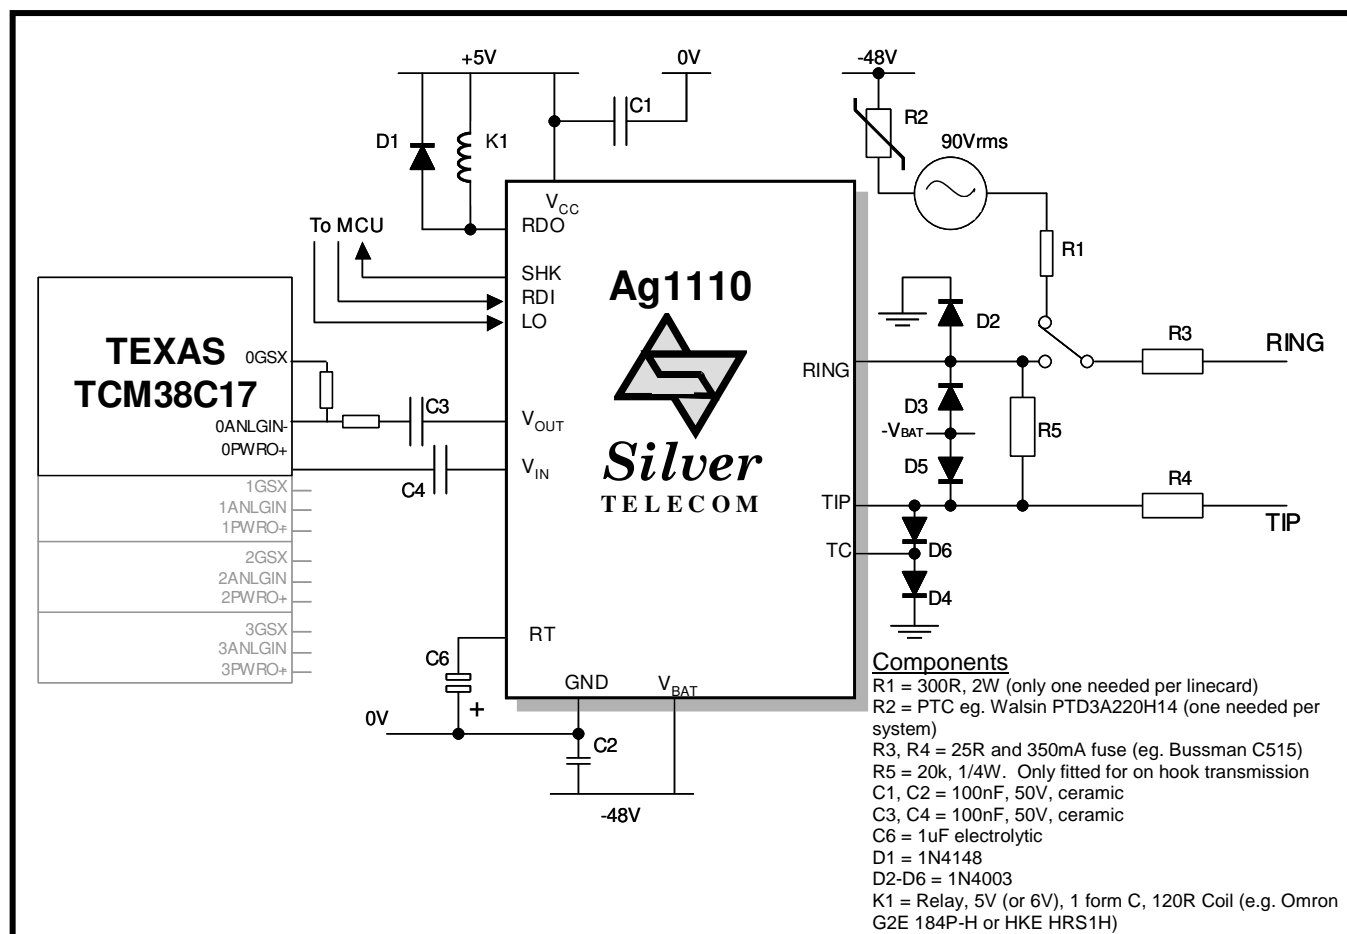 +5V
0V
-48V
C1
R2
D1
K1
90Vrms
VCC
RDO
To MCU
R1
SHK
RDI
LO
Ag1110
D2
TEXAS
TCM38C17
0GSX
0ANLGIN-
0PWRO+
RING
R3
RING
C3
VOUT
D3
-VBAT
R5
C4
VIN
Silver
TELECOM
D5
R4
1GSX
1ANLGIN
1PWRO+
TIP
TIP
2GSX
2ANLGIN
2PWRO+
TC
D6
D4
3GSX
3ANLGIN
3PWRO+
RT
C6
+
GND
VBAT
0V
C2
-48V
Components
R1 = 300R, 2W (only one needed per linecard)
R2 = PTC eg. Walsin PTD3A220H14 (one needed per
system)
R3, R4 = 25R and 350mA fuse (eg. Bussman C515)
R5 = 20k, 1/4W. Only fitted for on hook transmission
C1, C2 = 100nF, 50V, ceramic
C3, C4 = 100nF, 50V, ceramic
C6 = 1uF electrolytic
D1 = 1N4148
D2-D6 = 1N4003
K1 = Relay, 5V (or 6V), 1 form C, 120R Coil (e.g. Omron
G2E 184P-H or HKE HRS1H)